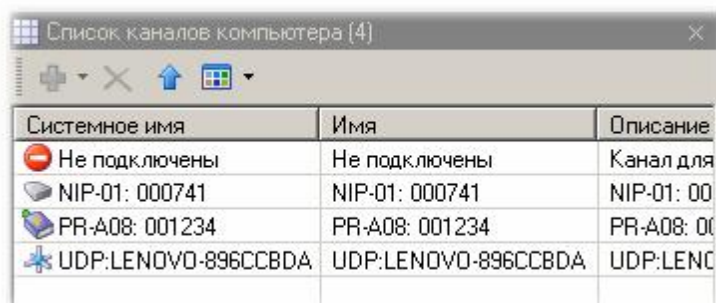 Список каналов компьютера (4)
Системное имя Имя Описание
Не подключены Не подключены Канал для
NIP-01: 000741 NIP-01: 000741 NIP-01: 00
PR-A08: 001234 PR-A08: 001234 PR-A08: 00
UDP:LENOVO-896CCBDA UDP:LENOVO-896CCBDA UDP:LENO